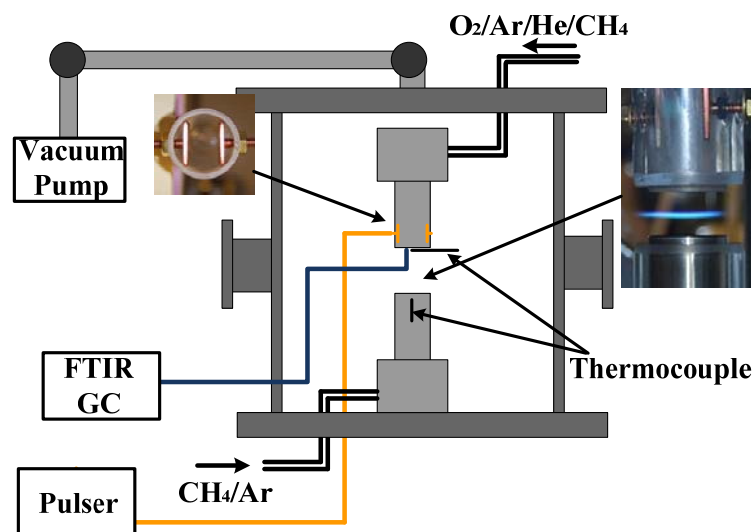 O₂/Ar/He/CH₄
Vacuum
Pump
Thermocouple
FTIR
GC
CH₄/Ar
Pulser